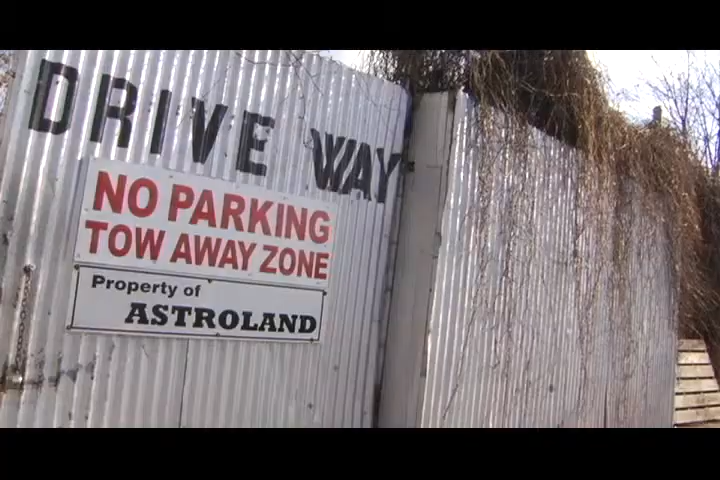 DRIVE WAY
NO PARKING
TOW AWAY ZONE
Property of
ASTROLAND